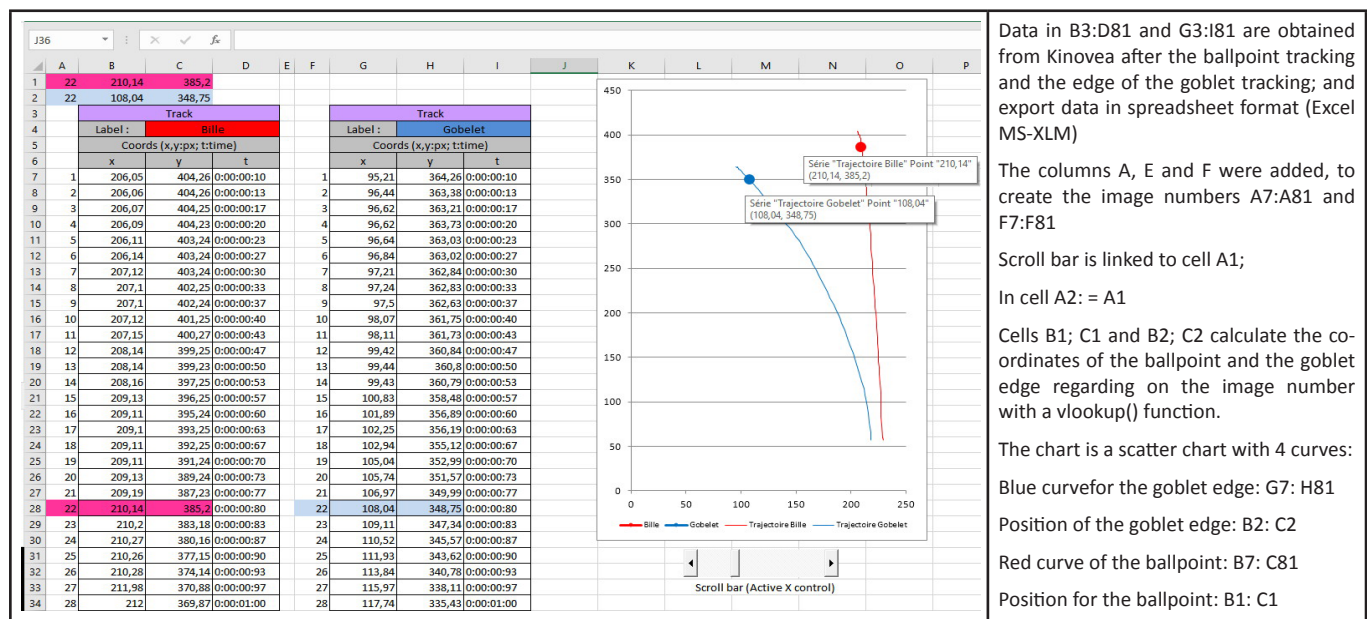 J36 fx
A B C D E F G H I J K L M N O P
1 22 210,14 385,2
2 22 108,04 348,75
3 Track Track
4 Label : Bille Label : Gobelet
5 Coords (x,y:px; t:time) Coords (x,y:px; t:time)
6 x y t x y t
7 1 206,05 404,26 0:00:00:10 1 95,21 364,26 0:00:00:10
8 2 206,06 404,26 0:00:00:13 2 96,44 363,38 0:00:00:13
9 3 206,07 404,25 0:00:00:17 3 96,62 363,21 0:00:00:17
10 4 206,09 404,23 0:00:00:20 4 96,62 363,73 0:00:00:20
11 5 206,11 403,24 0:00:00:23 5 96,64 363,03 0:00:00:23
12 6 206,14 403,24 0:00:00:27 6 96,84 363,02 0:00:00:27
13 7 207,12 403,24 0:00:00:30 7 97,21 362,84 0:00:00:30
14 8 207,1 402,25 0:00:00:33 8 97,24 362,83 0:00:00:33
15 9 207,1 402,24 0:00:00:37 9 97,5 362,63 0:00:00:37
16 10 207,12 401,25 0:00:00:40 10 98,07 361,75 0:00:00:40
17 11 207,15 400,27 0:00:00:43 11 98,11 361,73 0:00:00:43
18 12 208,14 399,25 0:00:00:47 12 99,42 360,84 0:00:00:47
19 13 208,14 399,23 0:00:00:50 13 99,44 360,8 0:00:00:50
20 14 208,16 397,25 0:00:00:53 14 99,43 360,79 0:00:00:53
21 15 209,13 396,25 0:00:00:57 15 100,83 358,48 0:00:00:57
22 16 209,11 395,24 0:00:00:60 16 101,89 356,89 0:00:00:60
23 17 209,1 393,25 0:00:00:63 17 102,25 356,19 0:00:00:63
24 18 209,11 392,25 0:00:00:67 18 102,94 355,12 0:00:00:67
25 19 209,11 391,24 0:00:00:70 19 105,04 352,99 0:00:00:70
26 20 209,13 389,24 0:00:00:73 20 105,74 351,57 0:00:00:73
27 21 209,19 387,23 0:00:00:77 21 106,97 349,99 0:00:00:77
28 22 210,14 385,2 0:00:00:80 22 108,04 348,75 0:00:00:80
29 23 210,2 383,18 0:00:00:83 23 109,11 347,34 0:00:00:83
30 24 210,27 380,16 0:00:00:87 24 110,52 345,57 0:00:00:87
31 25 210,26 377,15 0:00:00:90 25 111,93 343,62 0:00:00:90
32 26 210,28 374,14 0:00:00:93 26 113,84 340,78 0:00:00:93
33 27 211,98 370,88 0:00:00:97 27 115,97 338,11 0:00:00:97
34 28 212 369,87 0:00:01:00 28 117,74 335,43 0:00:01:00
450
400
350
300
250
200
150
100
50
0
0 50 100 150 200 250
Série "Trajectoire Bille" Point "210,14"
(210,14, 385,2)
Série "Trajectoire Gobelet" Point "108,04"
(108,04, 348,75)
Bille Gobelet Trajectoire Bille Trajectoire Gobelet
Scroll bar (Active X control)
Data in B3:D81 and G3:I81 are obtained
from Kinovea after the ballpoint tracking
and the edge of the goblet tracking; and
export data in spreadsheet format (Excel
MS-XLM)
The columns A, E and F were added, to
create the image numbers A7:A81 and
F7:F81
Scroll bar is linked to cell A1;
In cell A2: = A1
Cells B1; C1 and B2; C2 calculate the co-
ordinates of the ballpoint and the goblet
edge regarding on the image number
with a vlookup() function.
The chart is a scatter chart with 4 curves:
Blue curvefor the goblet edge: G7: H81
Position of the goblet edge: B2: C2
Red curve of the ballpoint: B7: C81
Position for the ballpoint: B1: C1